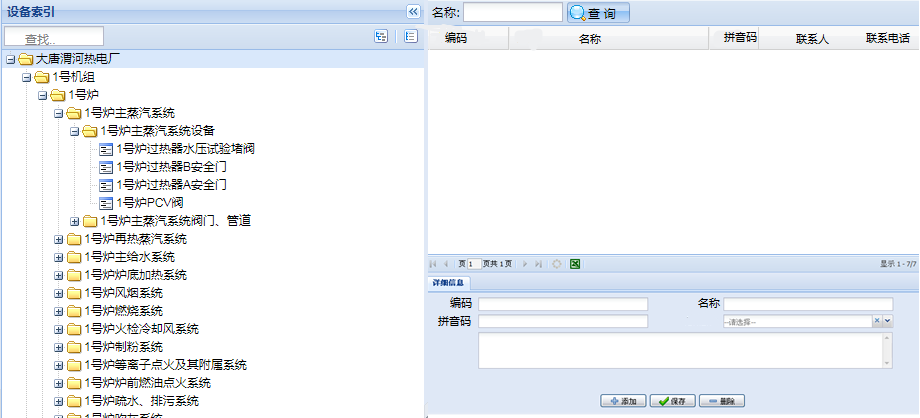 设备索引
查找..
大唐渭河热电厂
1号机组
1号炉
1号炉主蒸汽系统
1号炉主蒸汽系统设备
1号炉过热器水压试验堵阀
1号炉过热器B安全门
1号炉过热器A安全门
1号炉PCV阀
1号炉主蒸汽系统阀门、管道
1号炉再热蒸汽系统
1号炉主给水系统
1号炉炉底加热系统
1号炉风烟系统
1号炉燃烧系统
1号炉火检冷却风系统
1号炉制粉系统
1号炉等离子点火及其附属系统
1号炉炉前燃油点火系统
1号炉疏水、排污系统
1号炉吹灰系统
名称: 查 询
编码 名称 拼音码 联系人 联系电话
页 1 页共 1 页 显示 1 - 7/7
详细信息
编码 名称
拼音码 --请选择--
添加 保存 删除